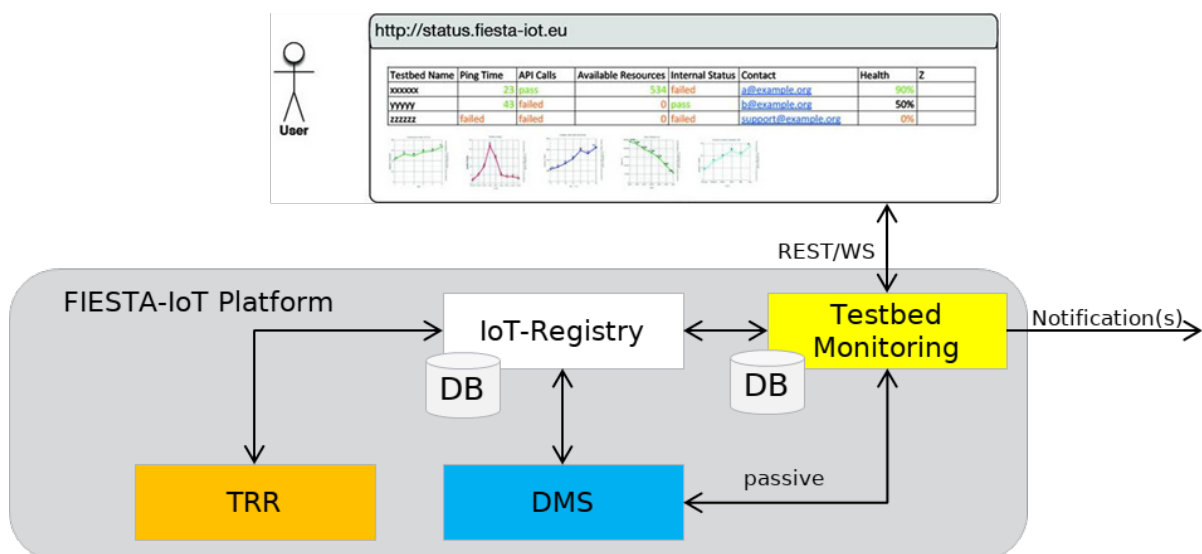 http://status.fiesta-iot.eu
Testbed Name Ping Time API Calls Available Resources Internal Status Contact Health Z
xxxxxx 23 pass 534 failed a@example.org 90%
yyyyy 43 failed 0 pass b@example.org 50%
zzzzzz failed failed 0 failed support@example.org 0%
User
REST/WS
FIESTA-IoT Platform
IoT-Registry
Testbed
Monitoring
Notification(s)
DB
DB
passive
TRR
DMS